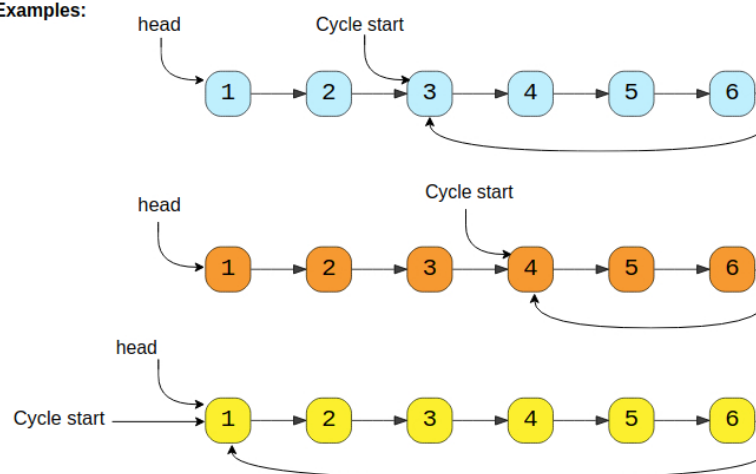 Examples:
head Cycle start
1 2 3 4 5 6
Cycle start
head
1 2 3 4 5 6
head
Cycle start 1 2 3 4 5 6